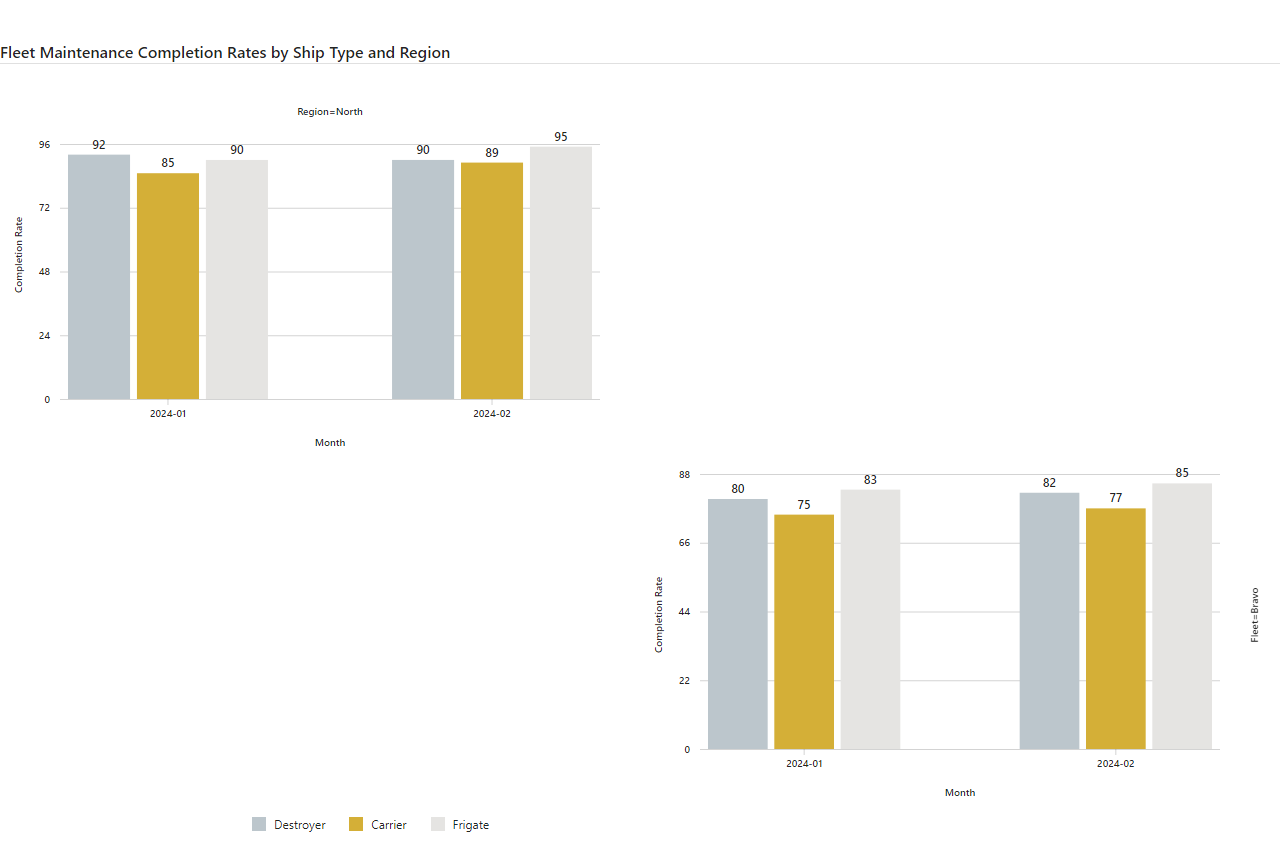 Fleet Maintenance Completion Rates by Ship Type and Region
Region=North
96
72
48
24
0
Completion Rate
92
85
90
90
89
95
2024-01
2024-02
Month
88
66
44
22
0
Completion Rate
80
75
83
82
77
85
2024-01
2024-02
Month
Fleet=Bravo
Destroyer
Carrier
Frigate